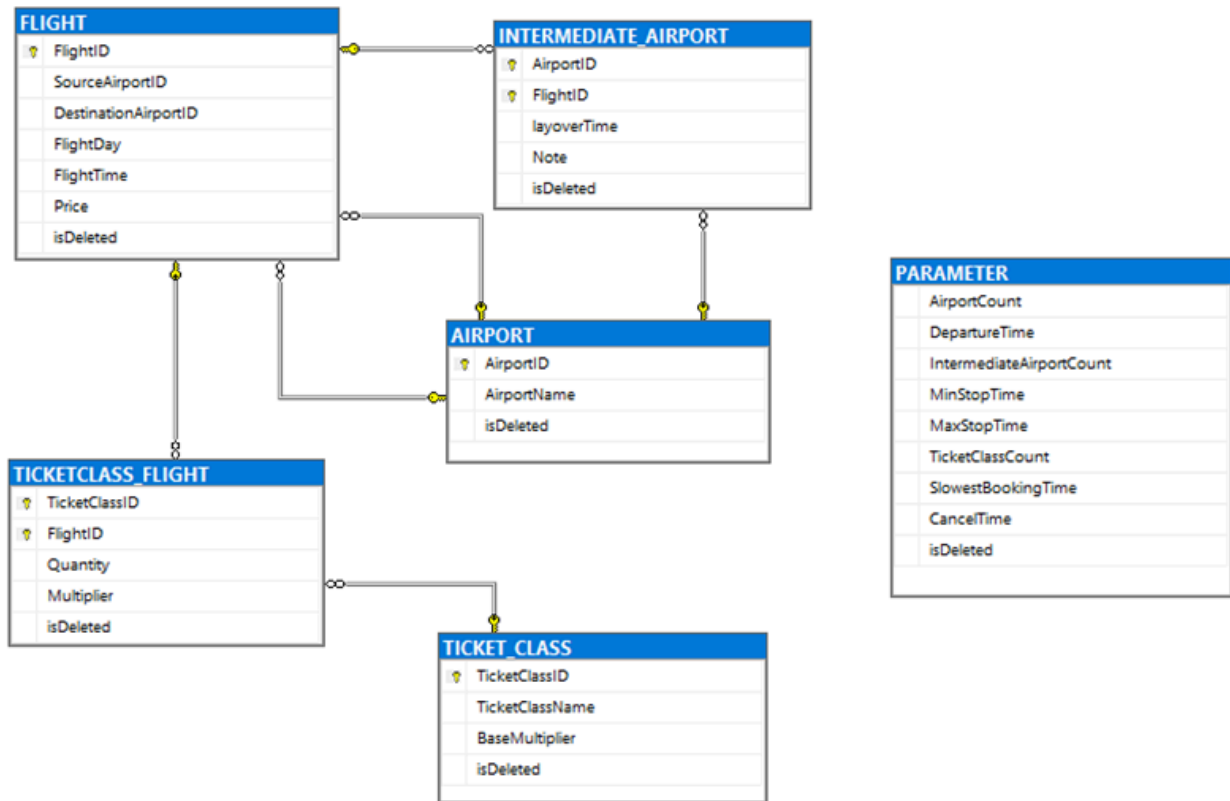 FLIGHT
FlightID
SourceAirportID
DestinationAirportID
FlightDay
FlightTime
Price
isDeleted
INTERMEDIATE_AIRPORT
AirportID
FlightID
layoverTime
Note
isDeleted
AIRPORT
AirportID
AirportName
isDeleted
PARAMETER
AirportCount
DepartureTime
IntermediateAirportCount
MinStopTime
MaxStopTime
TicketClassCount
SlowestBookingTime
CancelTime
isDeleted
TICKETCLASS_FLIGHT
TicketClassID
FlightID
Quantity
Multiplier
isDeleted
TICKET_CLASS
TicketClassID
TicketClassName
BaseMultiplier
isDeleted